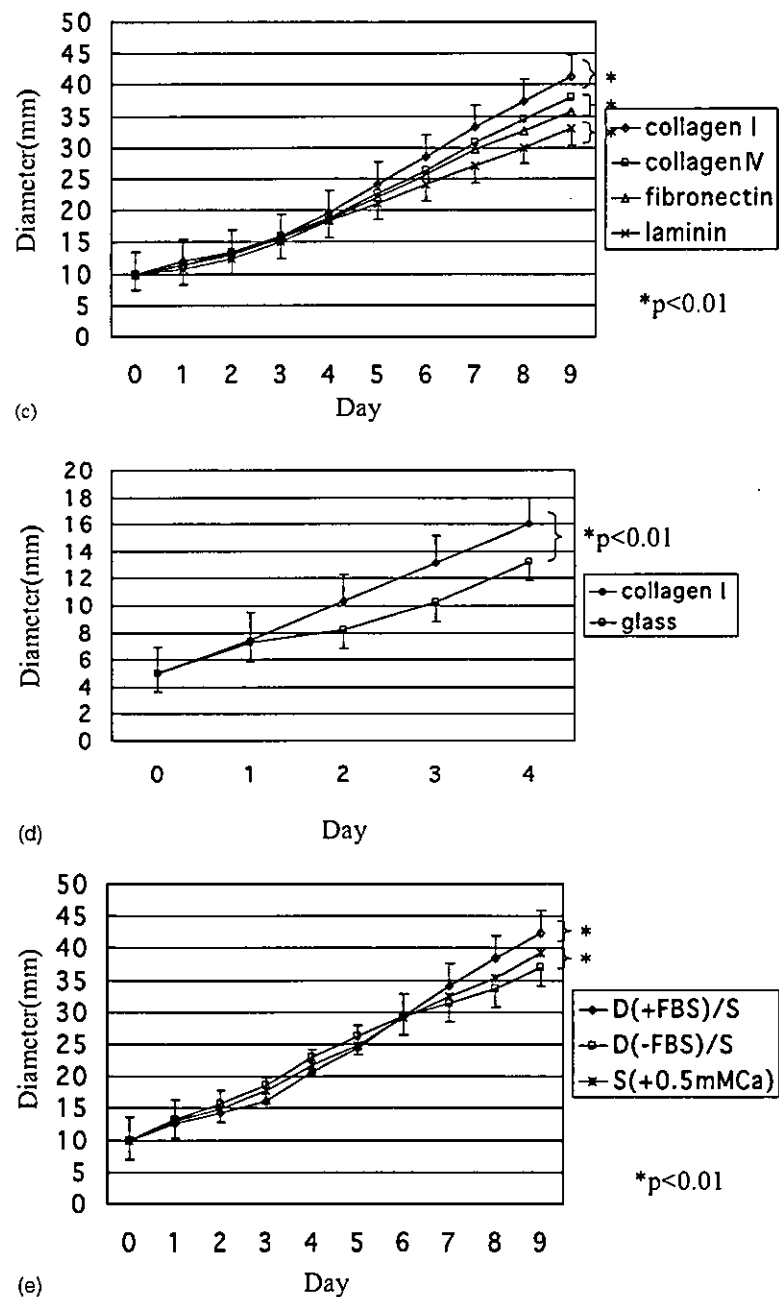 50
45
40
35
30
25
20
15
10
5
0
Diameter(mm)
0 1 2 3 4 5 6 7 8 9
Day
*
*
*
collagen I
collagen IV
fibronectin
laminin
*p<0.01
(c)
20
18
16
14
12
10
8
6
4
2
0
Diameter(mm)
0 1 2 3 4
Day
*p<0.01
collagen I
glass
(d)
50
45
40
35
30
25
20
15
10
5
0
Diameter(mm)
0 1 2 3 4 5 6 7 8 9
Day
*
*
D(+FBS)/S
D(-FBS)/S
S(+0.5mMCa)
*p<0.01
(e)